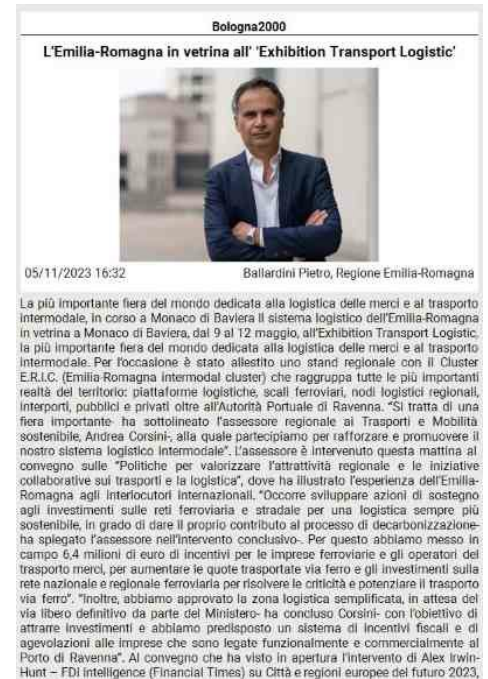 Bologna2000
L'Emilia-Romagna in vetrina all' 'Exhibition Transport Logistic'
05/11/2023 16:32
Ballardini Pietro, Regione Emilia-Romagna
La più importante fiera del mondo dedicata alla logistica delle merci e al trasporto
intermodale, in corso a Monaco di Baviera Il sistema logistico dell'Emilia-Romagna
in vetrina a Monaco di Baviera, dal 9 al 12 maggio, all'Exhibition Transport Logistic,
la più importante fiera del mondo dedicata alla logistica delle merci e al trasporto
intermodale. Per l'occasione è stato allestito uno stand regionale con il Cluster
E.R.I.C. (Emilia-Romagna intermodal cluster) che raggruppa tutte le più importanti
realtà del territorio: piattaforme logistiche, scali ferroviari, nodi logistici regionali,
interporti, pubblici e privati oltre all'Autorità Portuale di Ravenna. "Si tratta di una
fiera importante- ha sottolineato l'assessore regionale ai Trasporti e Mobilità
sostenibile, Andrea Corsini-, alla quale partecipiamo per rafforzare e promuovere il
nostro sistema logistico intermodale". L'assessore è intervenuto questa mattina al
convegno sulle "Politiche per valorizzare l'attrattività regionale e le iniziative
collaborative sui trasporti e la logistica", dove ha illustrato l'esperienza dell'Emilia-
Romagna agli interlocutori internazionali. "Occorre sviluppare azioni di sostegno
agli investimenti sulle reti ferroviaria e stradale per una logistica sempre più
sostenibile, in grado di dare il proprio contributo al processo di decarbonizzazione-
ha spiegato l'assessore nell'intervento conclusivo-. Per questo abbiamo messo in
campo 6,4 milioni di euro di incentivi per le imprese ferroviarie e gli operatori del
trasporto merci, per aumentare le quote trasportate via ferro e gli investimenti sulla
rete nazionale e regionale ferroviaria per risolvere le criticità e potenziare il trasporto
via ferro". "Inoltre, abbiamo approvato la zona logistica semplificata, in attesa del
via libero definitivo da parte del Ministero- ha concluso Corsini- con l'obiettivo di
attrarre investimenti e abbiamo predisposto un sistema di incentivi fiscali e di
agevolazioni alle imprese che sono legate funzionalmente e commercialmente al
Porto di Ravenna". Al convegno che ha visto in apertura l'intervento di Alex Irwin-
Hunt – FDI Intelligence (Financial Times) su Città e regioni europee del futuro 2023,